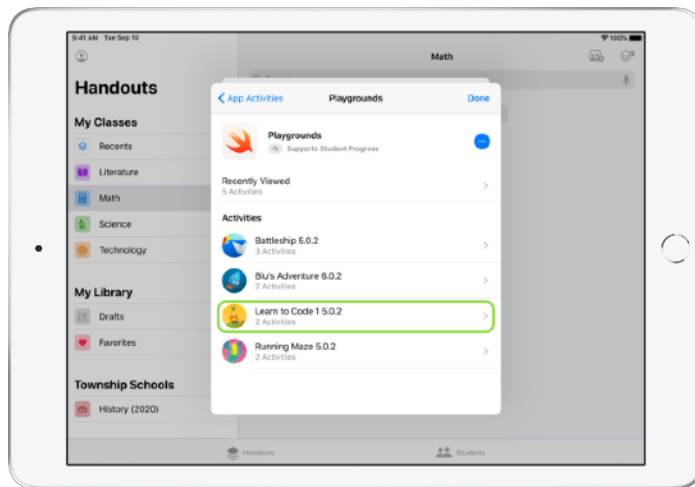 9:41 AM Tue Sep 10
100%
Math
Handouts
My Classes
Recents
Literature
Math
Science
Technology
My Library
Drafts
Favorites
Township Schools
History (2020)
App Activities
Playgrounds
Done
Playgrounds
Supports Student Progress
Recently Viewed
5 Activities
Activities
Battleship 5.0.2
3 Activities
Blu's Adventure 6.0.2
2 Activities
Learn to Code 1 5.0.2
2 Activities
Running Maze 5.0.2
2 Activities
Handouts
Students